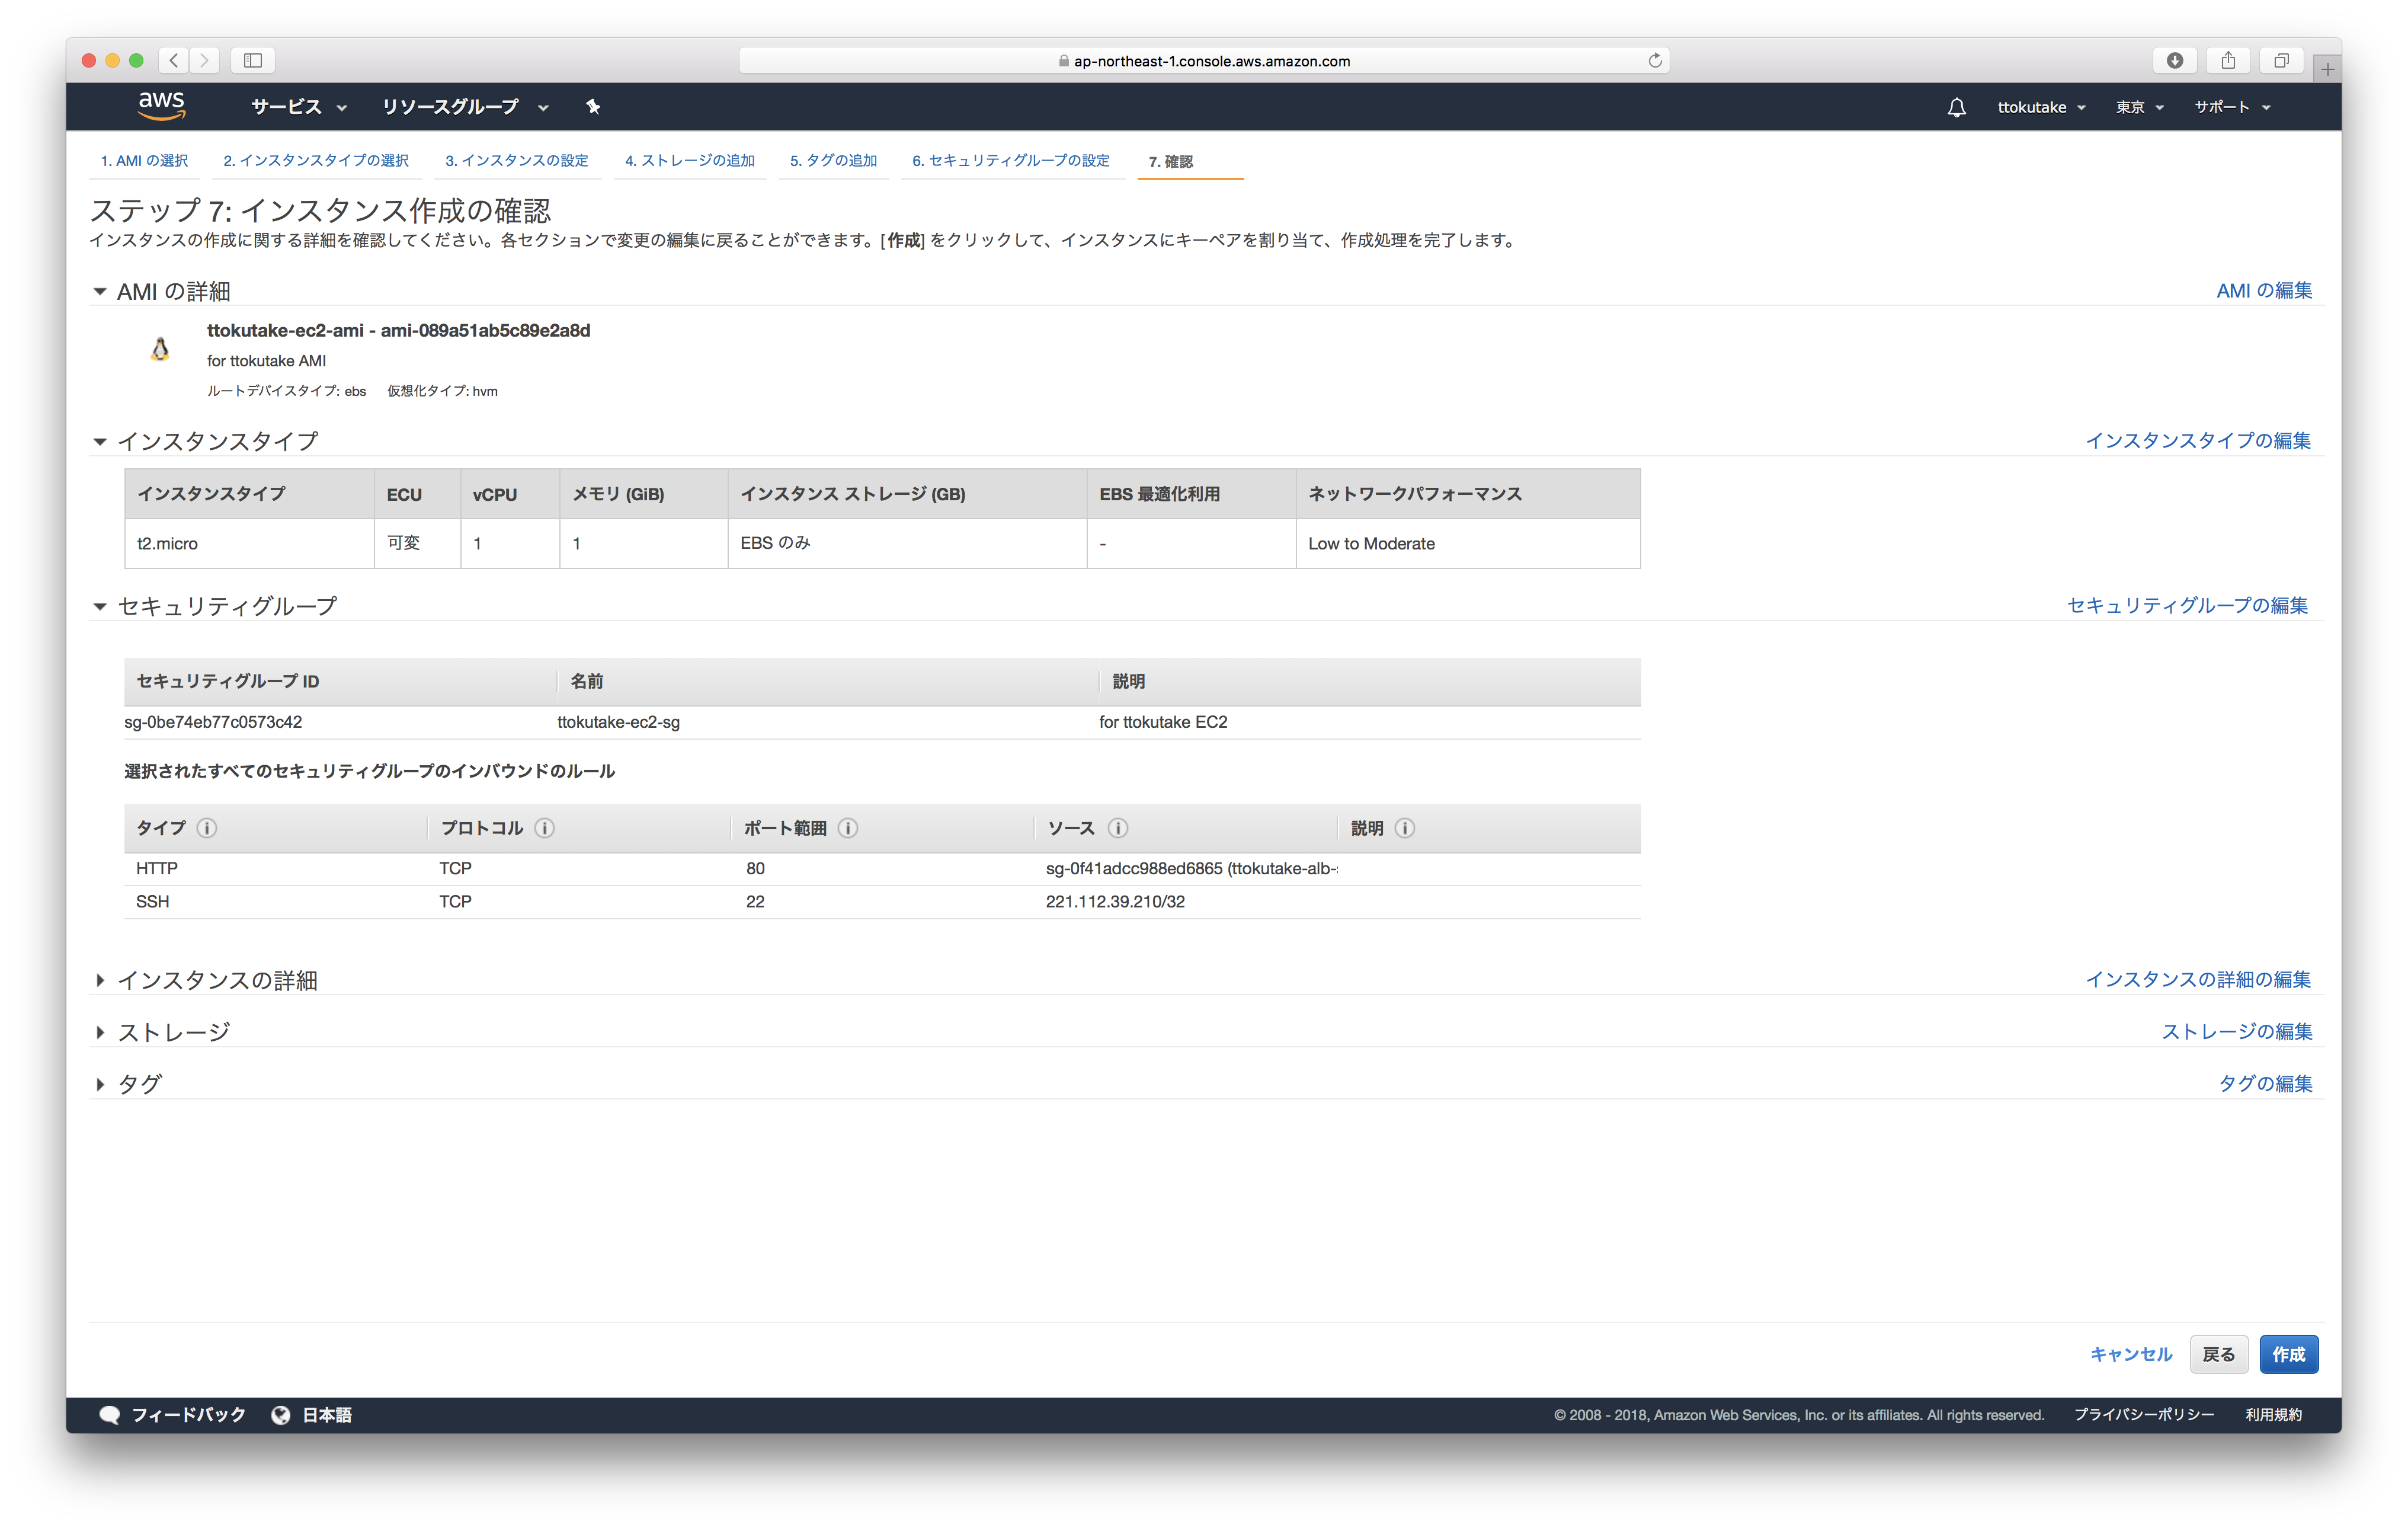 ap-northeast-1.console.aws.amazon.com
aws サービス リソースグループ ttokutake 東京 サポート
1. AMI の選択 2. インスタンスタイプの選択 3. インスタンスの設定 4. ストレージの追加 5. タグの追加 6. セキュリティグループの設定 7. 確認
ステップ 7: インスタンス作成の確認
インスタンスの作成に関する詳細を確認してください。各セクションで変更の編集に戻ることができます。[作成] をクリックして、インスタンスにキーペアを割り当て、作成処理を完了します。
AMI の詳細 AMI の編集
ttokutake-ec2-ami - ami-089a51ab5c89e2a8d
for ttokutake AMI
ルートデバイスタイプ: ebs 仮想化タイプ: hvm
インスタンスタイプ インスタンスタイプの編集
インスタンスタイプ ECU vCPU メモリ (GiB) インスタンス ストレージ (GB) EBS 最適化利用 ネットワークパフォーマンス
t2.micro 可変 1 1 EBS のみ - Low to Moderate
セキュリティグループ セキュリティグループの編集
セキュリティグループ ID 名前 説明
sg-0be74eb77c0573c42 ttokutake-ec2-sg for ttokutake EC2
選択されたすべてのセキュリティグループのインバウンドのルール
タイプ プロトコル ポート範囲 ソース 説明
HTTP TCP 80 sg-0f41adcc988ed6865 (ttokutake-alb-
SSH TCP 22 221.112.39.210/32
インスタンスの詳細 インスタンスの詳細の編集
ストレージ ストレージの編集
タグ タグの編集
キャンセル 戻る 作成
フィードバック 日本語 © 2008 - 2018, Amazon Web Services, Inc. or its affiliates. All rights reserved. プライバシーポリシー 利用規約